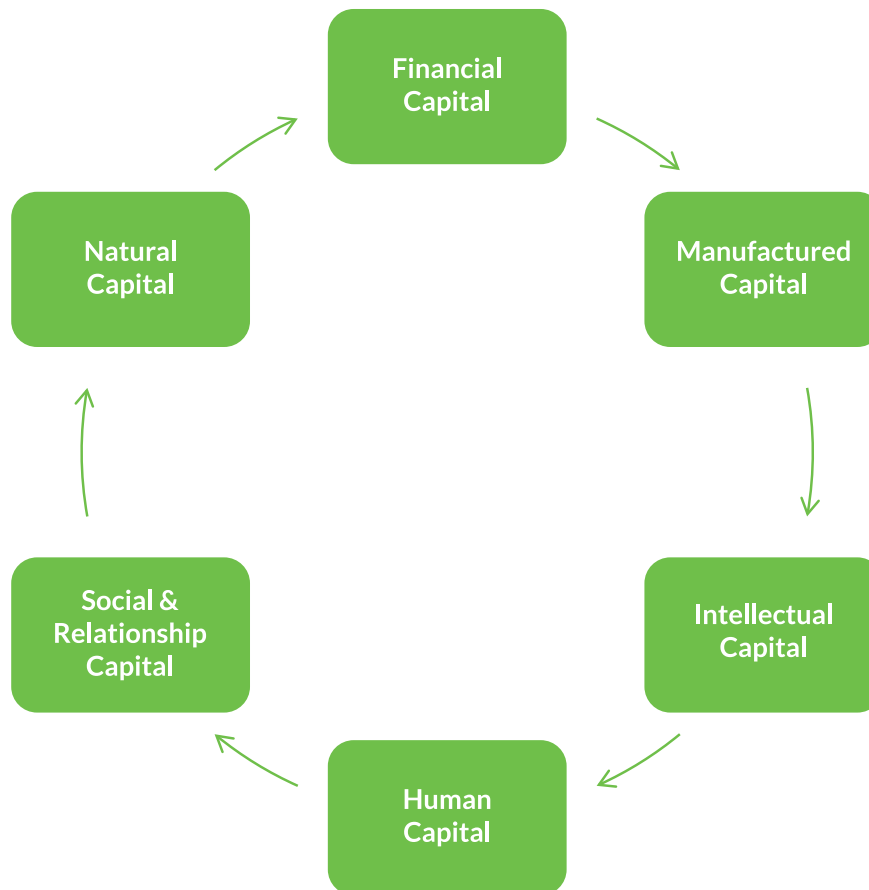 Financial
Capital
Manufactured
Capital
Intellectual
Capital
Human
Capital
Social &
Relationship
Capital
Natural
Capital